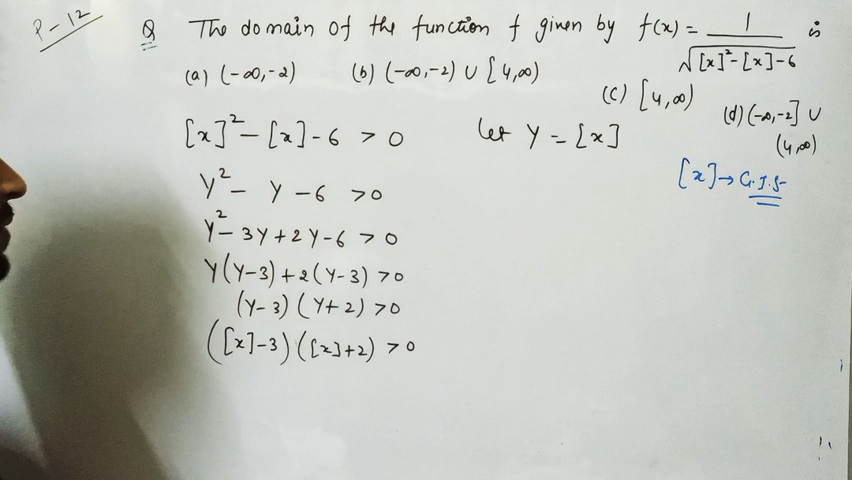 P-12
Q The domain of the function f given by f(x) = 1/√([x]²-[x]-6) is
(a) (-∞,-2) (b) (-∞,-2) ∪ [4,∞)
(c) [4,∞) (d) (-∞,-2] ∪ (4,∞)
[x]² - [x] - 6 > 0 let Y = [x]
[x] → G.I.f
Y² - Y - 6 > 0
Y² - 3Y + 2Y - 6 > 0
Y(Y-3) + 2(Y-3) > 0
(Y-3) (Y+2) > 0
([x]-3) ([x]+2) > 0